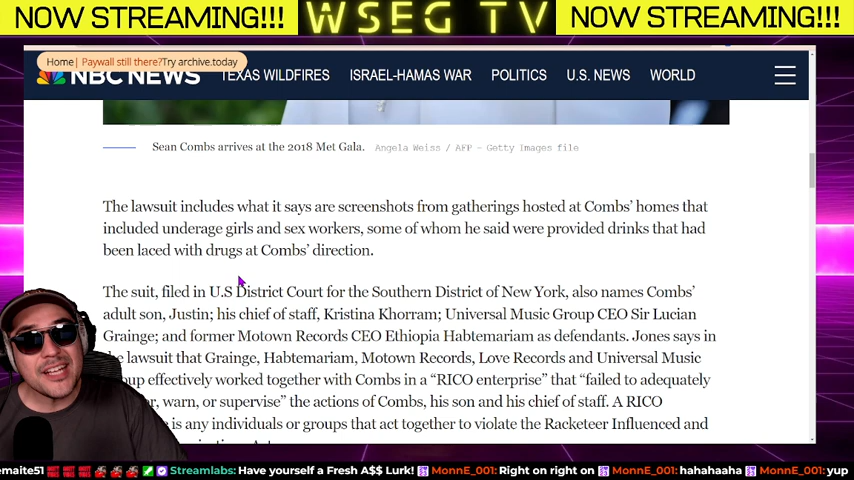 NOW STREAMING!!!
WSEG TV
NOW STREAMING!!!
Home| Paywall still there?Try archive.today
NBC NEWS
TEXAS WILDFIRES
ISRAEL-HAMAS WAR
POLITICS
U.S. NEWS
WORLD
Sean Combs arrives at the 2018 Met Gala. Angela Weiss / AFP - Getty Images file
The lawsuit includes what it says are screenshots from gatherings hosted at Combs' homes that
included underage girls and sex workers, some of whom he said were provided drinks that had
been laced with drugs at Combs' direction.
The suit, filed in U.S District Court for the Southern District of New York, also names Combs'
adult son, Justin; his chief of staff, Kristina Khorram; Universal Music Group CEO Sir Lucian
Grainge; and former Motown Records CEO Ethiopia Habtemariam as defendants. Jones says in
the lawsuit that Grainge, Habtemariam, Motown Records, Love Records and Universal Music
effectively worked together with Combs in a "RICO enterprise" that "failed to adequately
warn, or supervise" the actions of Combs, his son and his chief of staff. A RICO
is any individuals or groups that act together to violate the Racketeer Influenced and
emaite51 Streamlabs: Have yourself a Fresh A$$ Lurk! MonnE_001: Right on right on MonnE_001: hahahaaha MonnE_001: yup